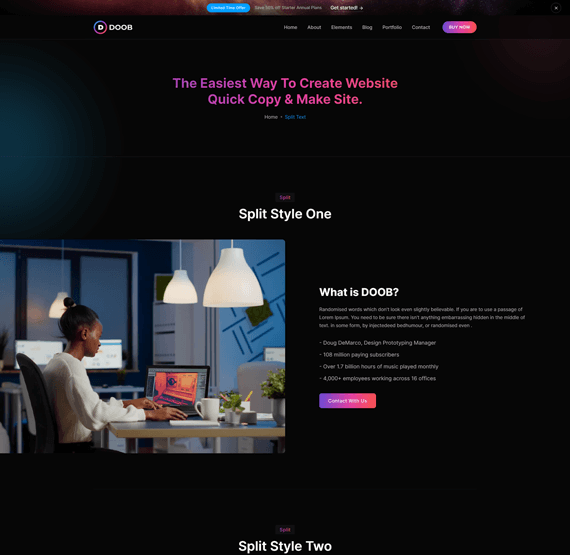 Limited Time Offer Save 50% off Starter Annual Plans Get started! →
DOOB Home About Elements Blog Portfolio Contact BUY NOW
The Easiest Way To Create Website
Quick Copy & Make Site.
Home Split Text
Split
Split Style One
What is DOOB?
Randomised words which don't look even slightly believable. If you are to use a passage of
Lorem Ipsum. You need to be sure there isn't anything embarrassing hidden in the middle of
text. in some form, by injectedeed bedhumour, or randomised even .
- Doug DeMarco, Design Prototyping Manager
- 108 million paying subscribers
- Over 1.7 billion hours of music played monthly
- 4,000+ employees working across 16 offices
Contact With Us
Split
Split Style Two